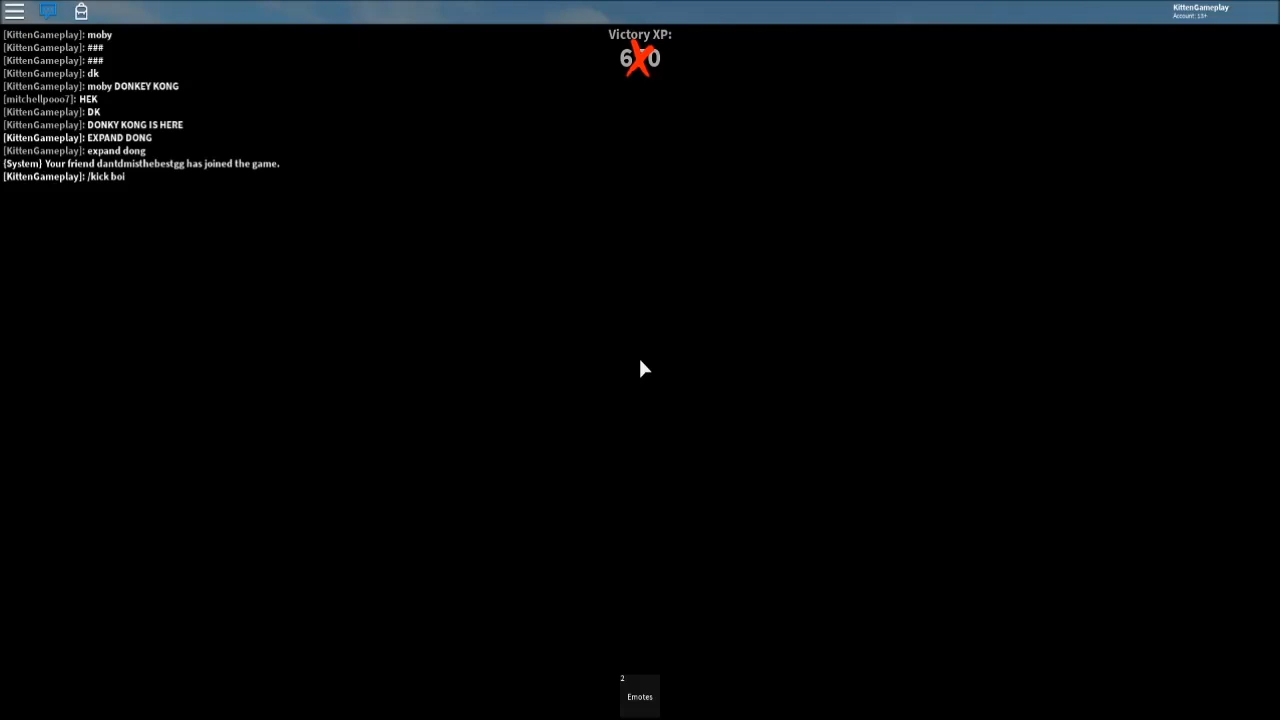 KittenGameplay
Account: 13+
[KittenGameplay]: moby
[KittenGameplay]: ###
[KittenGameplay]: ###
[KittenGameplay]: dk
[KittenGameplay]: moby DONKEY KONG
[mitchellpooo7]: HEK
[KittenGameplay]: DK
[KittenGameplay]: DONKY KONG IS HERE
[KittenGameplay]: EXPAND DONG
[KittenGameplay]: expand dong
{System} Your friend dantdmisthebestgg has joined the game.
[KittenGameplay]: /kick boi
Victory XP:
2
Emotes